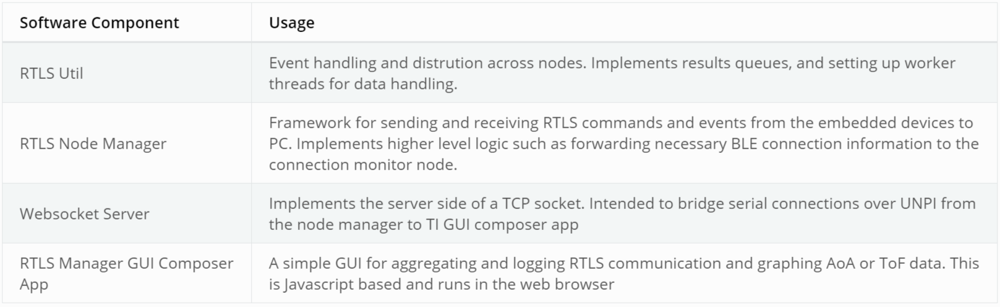 Software Component
Usage
RTLS Util
Event handling and distrution across nodes. Implements results queues, and setting up worker
threads for data handling.
RTLS Node Manager
Framework for sending and receiving RTLS commands and events from the embedded devices to
PC. Implements higher level logic such as forwarding necessary BLE connection information to the
connection monitor node.
Websocket Server
Implements the server side of a TCP socket. Intended to bridge serial connections over UNPI from
the node manager to TI GUI composer app
RTLS Manager GUI Composer
App
A simple GUI for aggregating and logging RTLS communication and graphing AoA or ToF data. This
is Javascript based and runs in the web browser